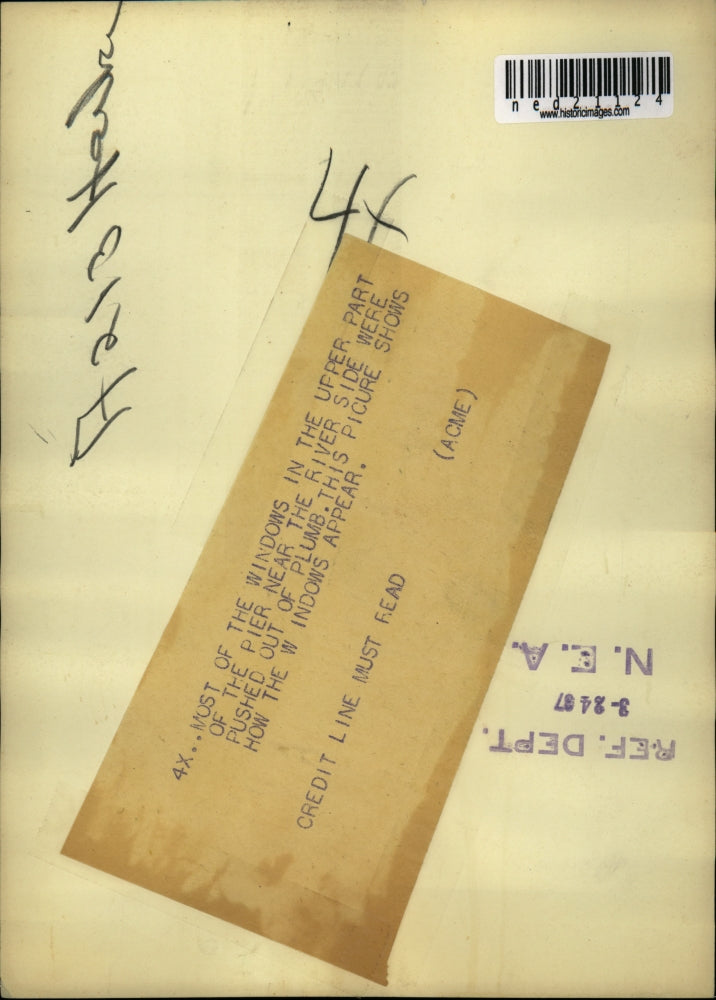 ned21124
www.historicimages.com
4x
4X..MOST OF THE WINDOWS IN THE UPPER PART
OF THE PIER NEAR THE RIVER SIDE WERE
PUSHED OUT OF PLUMB.THIS PICURE SHOWS
HOW THE W INDOWS APPEAR.
CREDIT LINE MUST READ (ACME)
REF. DEPT.
3-24 37
N.E.A.